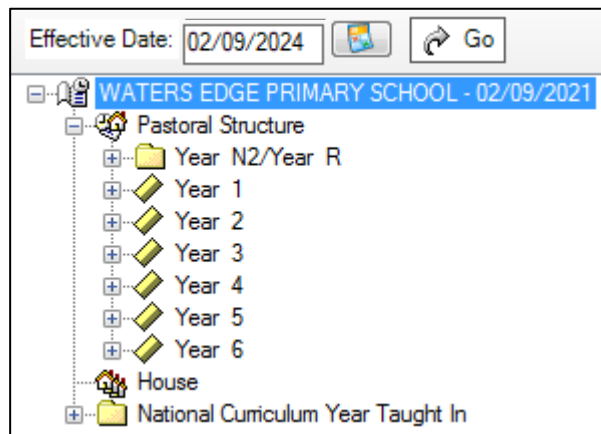 Effective Date: 02/09/2024 Go
WATERS EDGE PRIMARY SCHOOL - 02/09/2021
Pastoral Structure
Year N2/Year R
Year 1
Year 2
Year 3
Year 4
Year 5
Year 6
House
National Curriculum Year Taught In